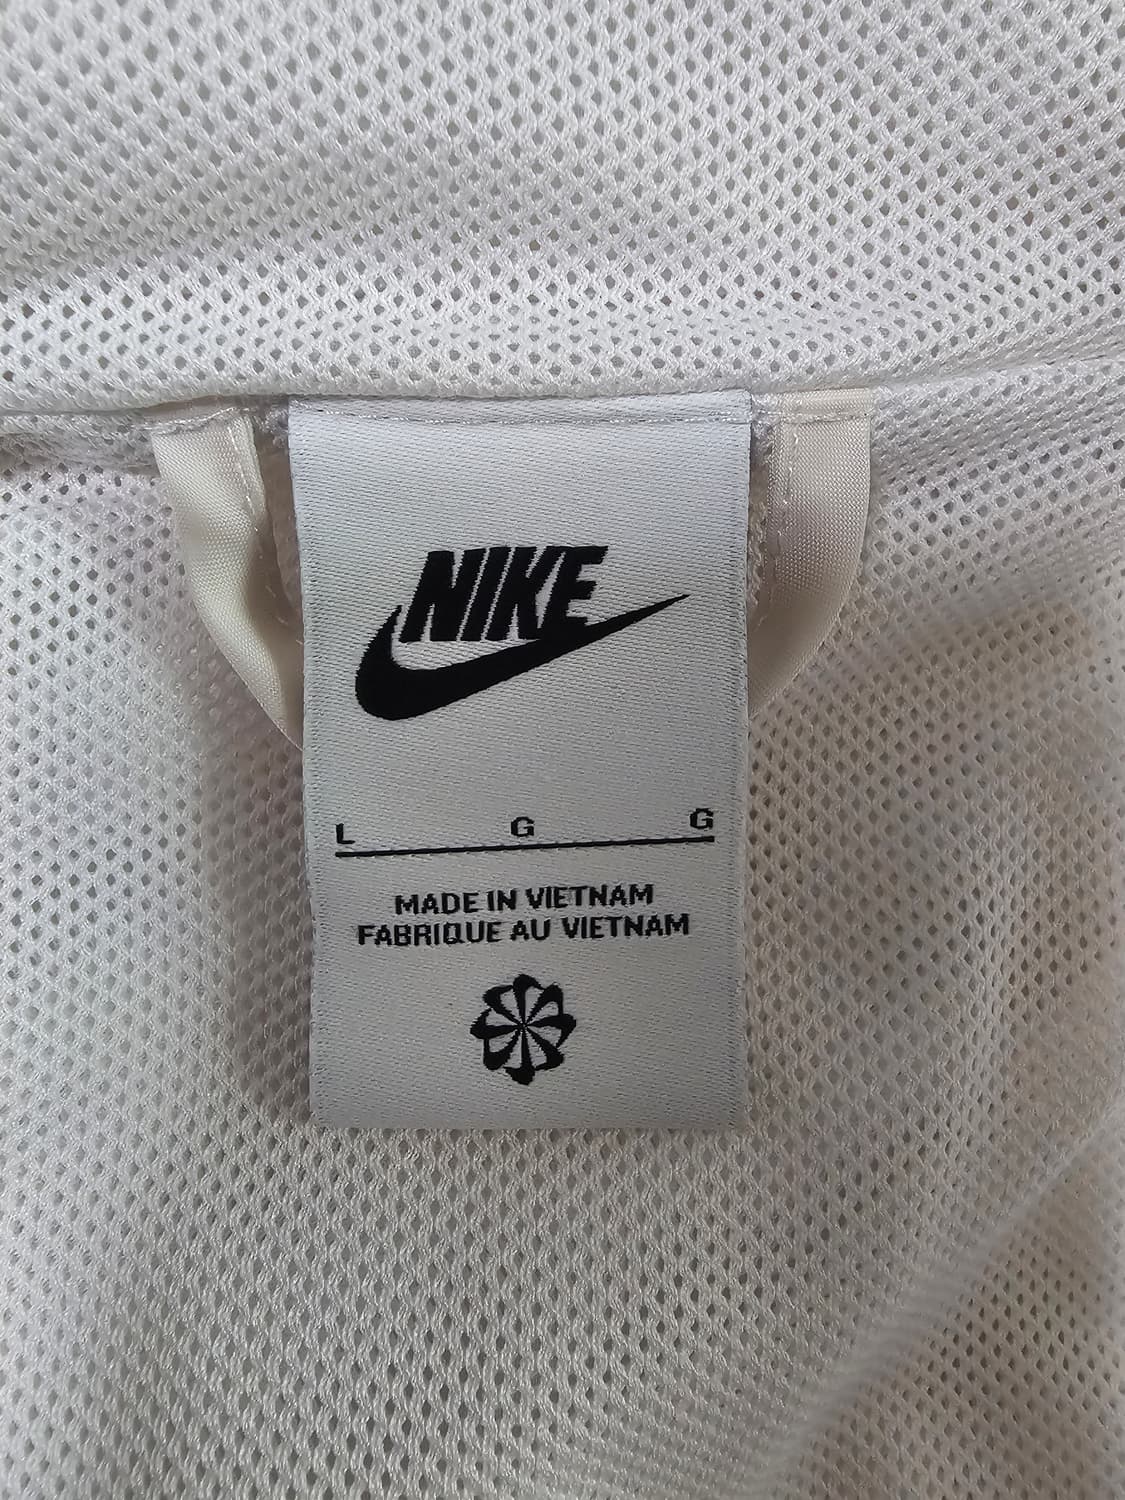 NIKE
L G G
MADE IN VIETNAM
FABRIQUE AU VIETNAM